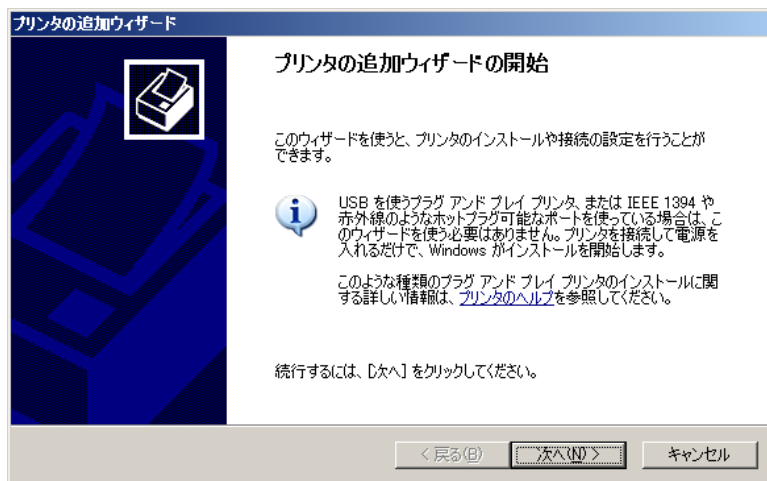 プリンタの追加ウィザード
プリンタの追加ウィザードの開始
このウィザードを使うと、プリンタのインストールや接続の設定を行うことが
できます。
USB を使うプラグ アンド プレイ プリンタ、または IEEE 1394 や
赤外線のようなホットプラグ可能なポートを使っている場合は、こ
のウィザードを使う必要はありません。プリンタを接続して電源を
入れるだけで、Windows がインストールを開始します。
このような種類のプラグ アンド プレイ プリンタのインストールに関
する詳しい情報は、プリンタのヘルプを参照してください。
続行するには、[次へ] をクリックしてください。
< 戻る(B)
次へ(N) >
キャンセル